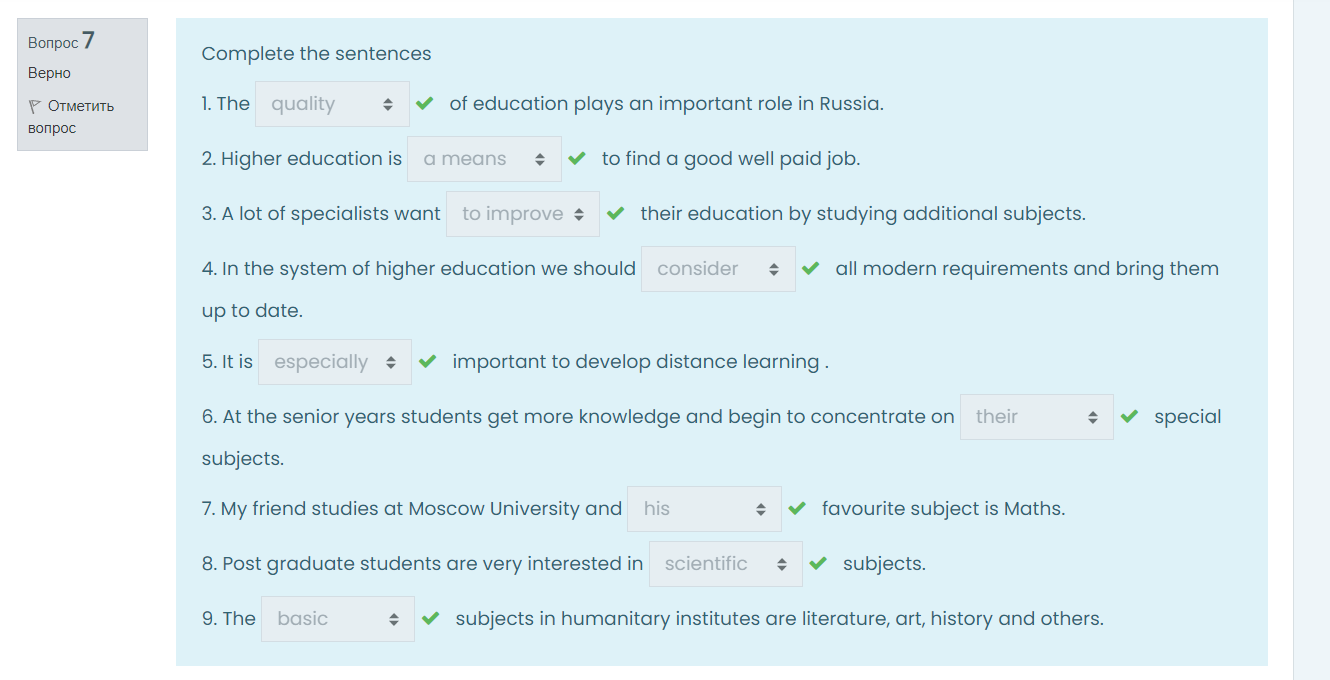 Вопрос 7
Верно
Отметить
вопрос
Complete the sentences
1. The quality of education plays an important role in Russia.
2. Higher education is a means to find a good well paid job.
3. A lot of specialists want to improve their education by studying additional subjects.
4. In the system of higher education we should consider all modern requirements and bring them
up to date.
5. It is especially important to develop distance learning .
6. At the senior years students get more knowledge and begin to concentrate on their special
subjects.
7. My friend studies at Moscow University and his favourite subject is Maths.
8. Post graduate students are very interested in scientific subjects.
9. The basic subjects in humanitary institutes are literature, art, history and others.